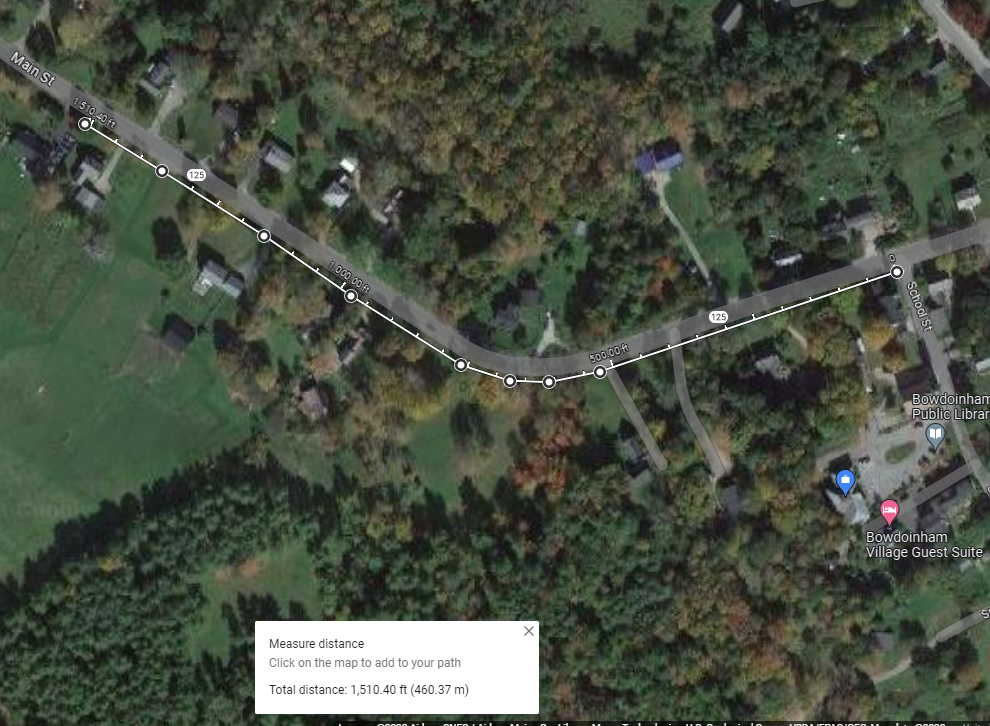 Main St
1,510.40 ft
125
1,000.00 ft
0
School St
125
500.00 ft
Bowdoinham
Public Librar
Bowdoinham
Village Guest Suite
Measure distance
Click on the map to add to your path
Total distance: 1,510.40 ft (460.37 m)